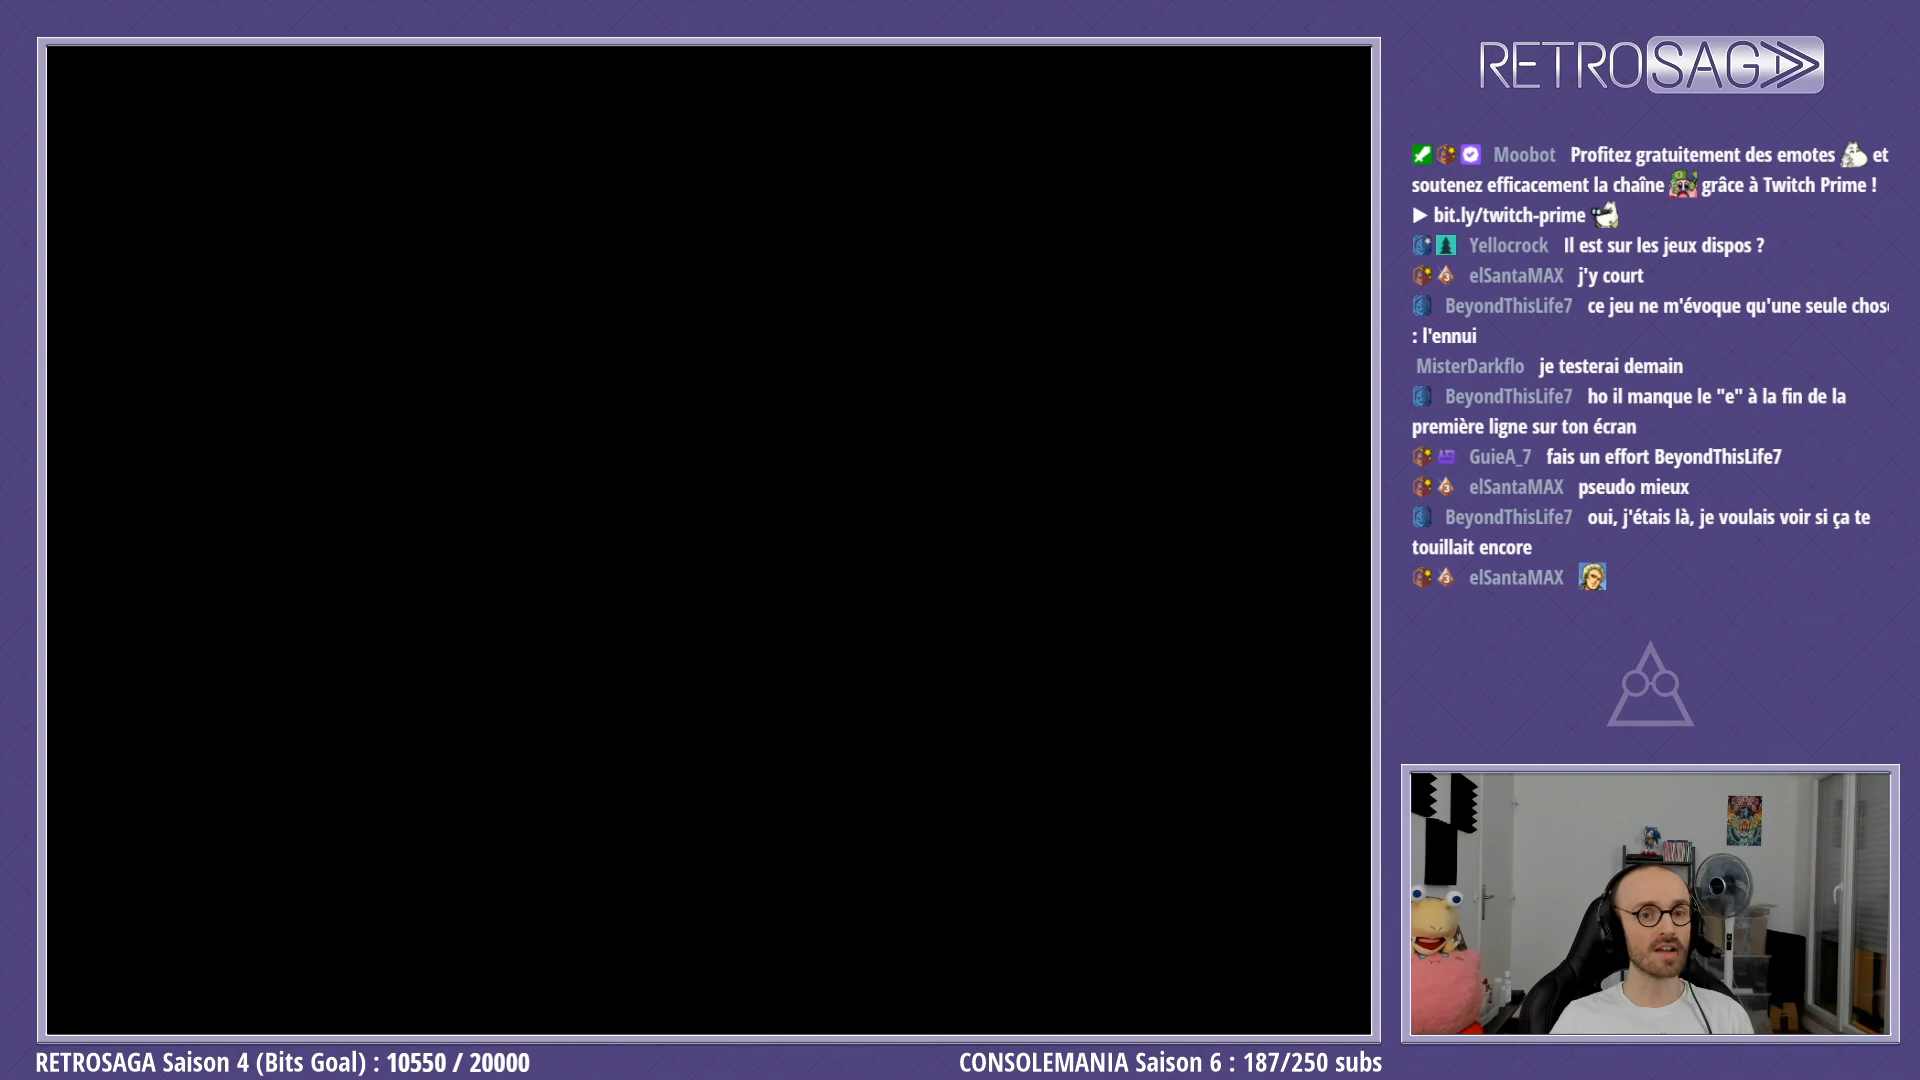 RETROSAGA
Moobot Profitez gratuitement des emotes et
soutenez efficacement la chaîne grâce à Twitch Prime !
▶ bit.ly/twitch-prime
Yellocrock Il est sur les jeux dispos ?
elSantaMAX j'y court
BeyondThisLife7 ce jeu ne m'évoque qu'une seule chos
: l'ennui
MisterDarkflo je testerai demain
BeyondThisLife7 ho il manque le "e" à la fin de la
première ligne sur ton écran
GuieA_7 fais un effort BeyondThisLife7
elSantaMAX pseudo mieux
BeyondThisLife7 oui, j'étais là, je voulais voir si ça te
touillait encore
elSantaMAX
RETROSAGA Saison 4 (Bits Goal) : 10550 / 20000
CONSOLEMANIA Saison 6 : 187/250 subs